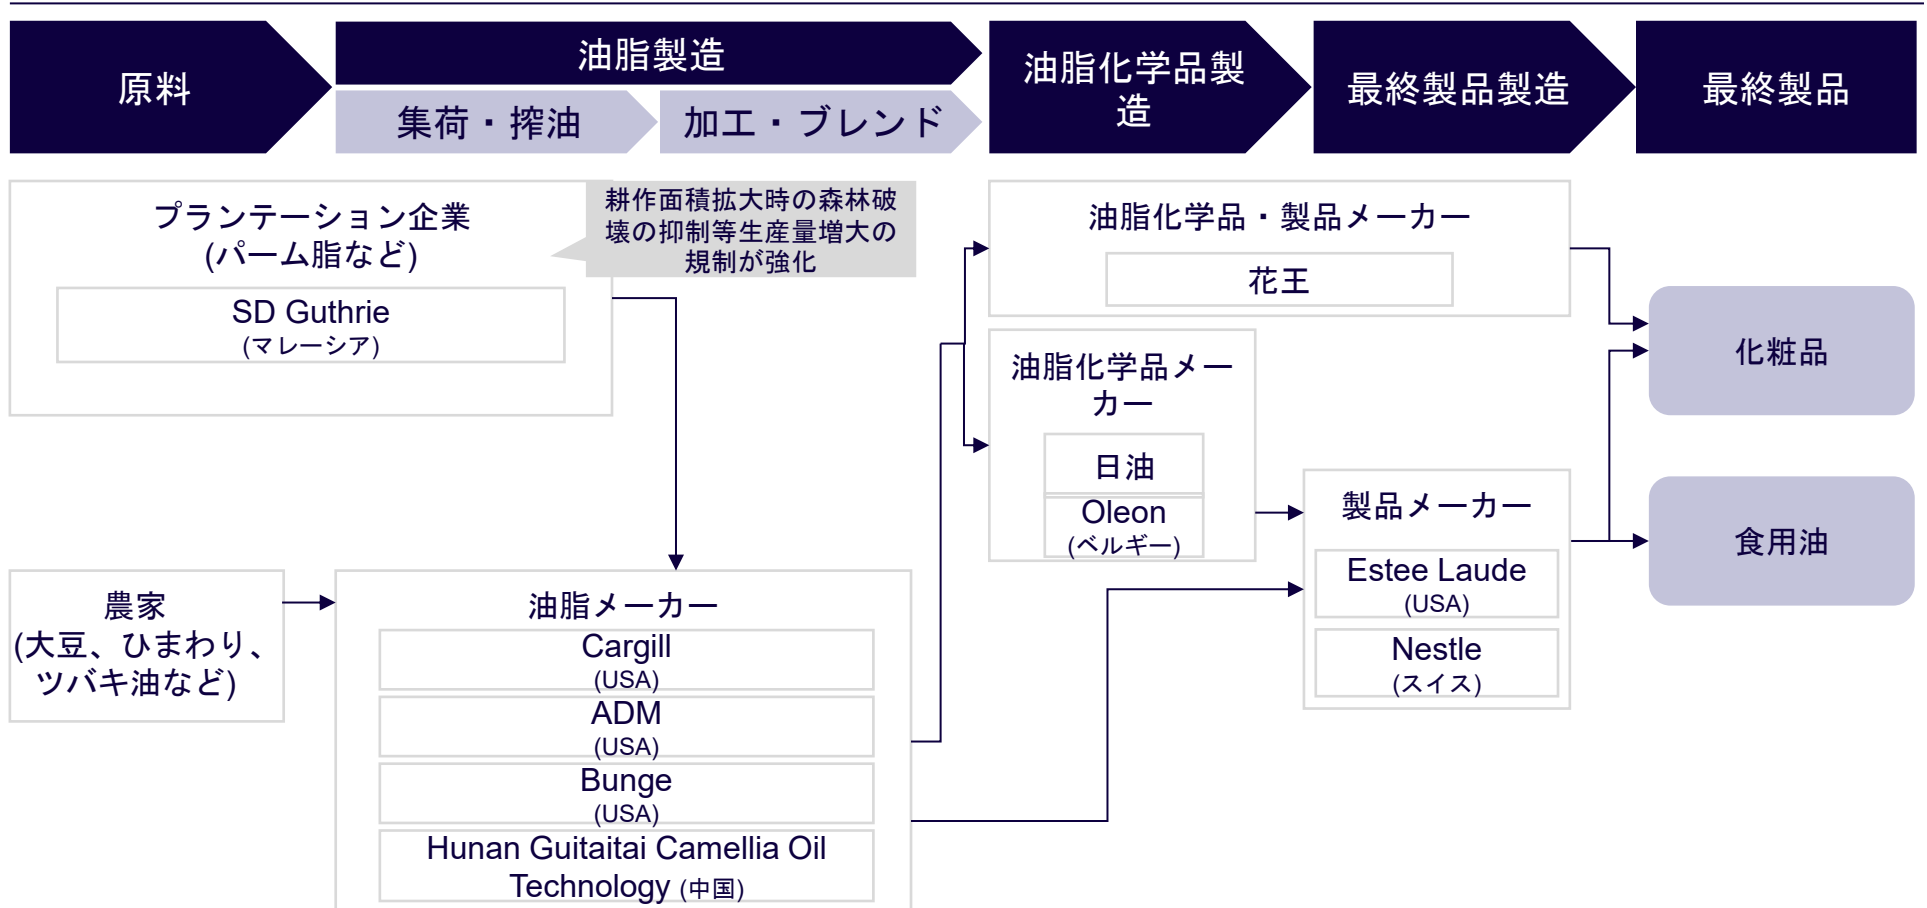 原料
油脂製造
集荷・搾油
加工・ブレンド
油脂化学品製
造
最終製品製造
最終製品
プランテーション企業
(パーム脂など)
SD Guthrie
(マレーシア)
耕作面積拡大時の森林破
壊の抑制等生産量増大の
規制が強化
農家
(大豆、ひまわり、
ツバキ油など)
油脂メーカー
Cargill
(USA)
ADM
(USA)
Bunge
(USA)
Hunan Guitaitai Camellia Oil
Technology (中国)
油脂化学品・製品メーカー
花王
油脂化学品メー
カー
日油
Oleon
(ベルギー)
製品メーカー
Estee Laude
(USA)
Nestle
(スイス)
化粧品
食用油